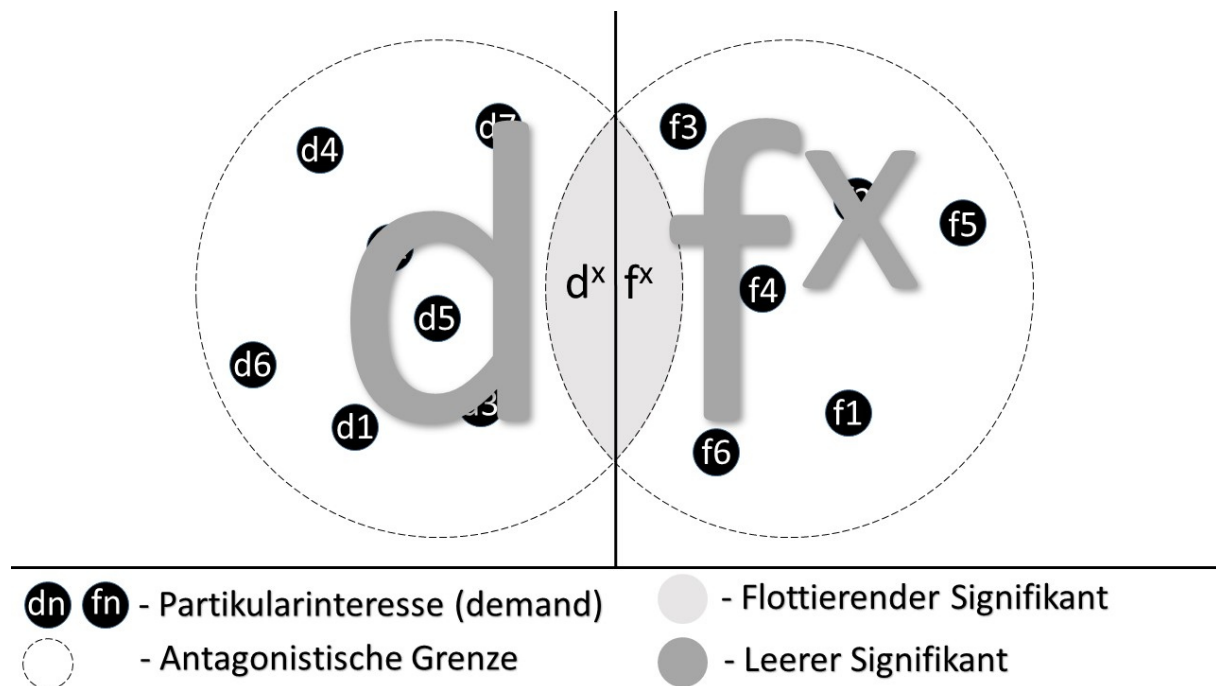 d7
f3
d4
f5
d
fˣ
dˣ fˣ
f4
d5
d6
d3
f1
d1
f6
dn fn - Partikularinteresse (demand)
- Flottierender Signifikant
- Antagonistische Grenze
- Leerer Signifikant